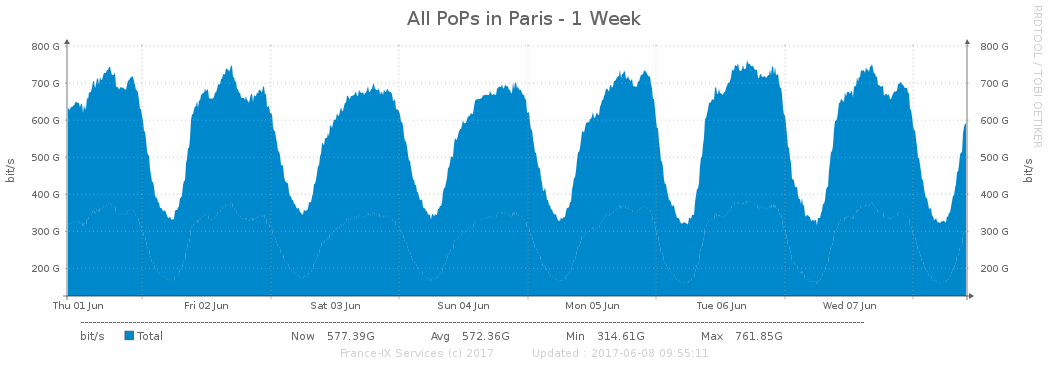 All PoPs in Paris - 1 Week
RRDTOOL / TOBI OETIKER
bit/s
bit/s
800 G 800 G
700 G 700 G
600 G 600 G
500 G 500 G
400 G 400 G
300 G 300 G
200 G 200 G
Thu 01 Jun Fri 02 Jun Sat 03 Jun Sun 04 Jun Mon 05 Jun Tue 06 Jun Wed 07 Jun
bit/s Total Now 577.39G Avg 572.36G Min 314.61G Max 761.85G
France-IX Services (c) 2017 Updated : 2017-06-08 09:55:11